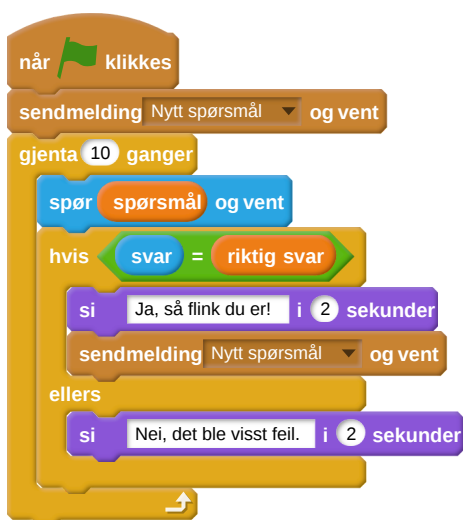 når klikkes
sendmelding Nytt spørsmål og vent
gjenta 10 ganger
spør spørsmål og vent
hvis svar = riktig svar
si Ja, så flink du er! i 2 sekunder
sendmelding Nytt spørsmål og vent
ellers
si Nei, det ble visst feil. i 2 sekunder